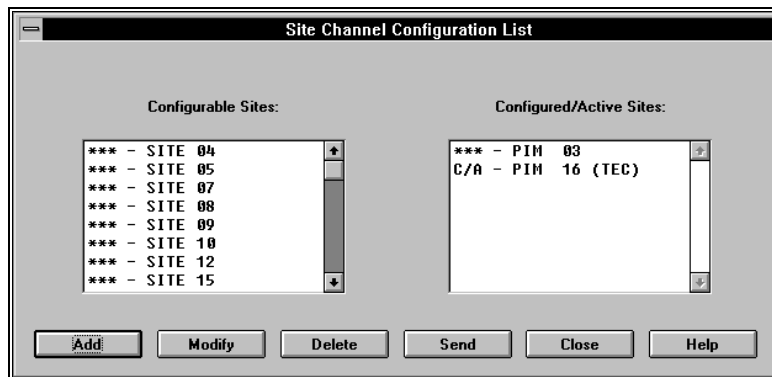 Site Channel Configuration List
Configurable Sites:
*** - SITE 04
*** - SITE 05
*** - SITE 07
*** - SITE 08
*** - SITE 09
*** - SITE 10
*** - SITE 12
*** - SITE 15
Configured/Active Sites:
*** - PIM 03
C/A - PIM 16 (TEC)
Add Modify Delete Send Close Help